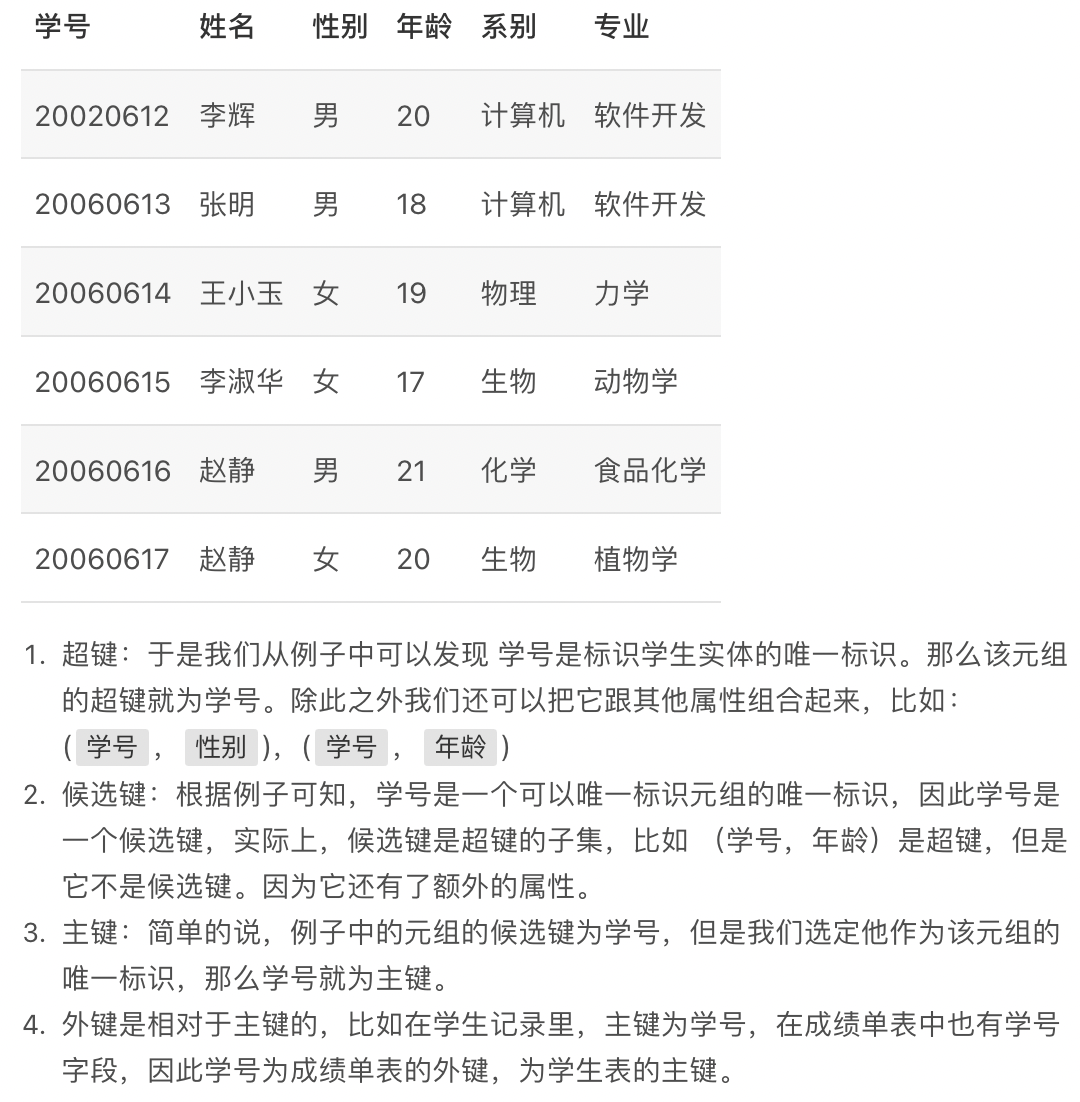 学号 姓名 性别 年龄 系别 专业
20020612 李辉 男 20 计算机 软件开发
20060613 张明 男 18 计算机 软件开发
20060614 王小玉 女 19 物理 力学
20060615 李淑华 女 17 生物 动物学
20060616 赵静 男 21 化学 食品化学
20060617 赵静 女 20 生物 植物学
1. 超键：于是我们从例子中可以发现 学号是标识学生实体的唯一标识。那么该元组
的超键就为学号。除此之外我们还可以把它跟其他属性组合起来，比如：
(学号，性别)，(学号，年龄)
2. 候选键：根据例子可知，学号是一个可以唯一标识元组的唯一标识，因此学号是
一个候选键，实际上，候选键是超键的子集，比如 （学号，年龄）是超键，但是
它不是候选键。因为它还有了额外的属性。
3. 主键：简单的说，例子中的元组的候选键为学号，但是我们选定他作为该元组的
唯一标识，那么学号就为主键。
4. 外键是相对于主键的，比如在学生记录里，主键为学号，在成绩单表中也有学号
字段，因此学号为成绩单表的外键，为学生表的主键。